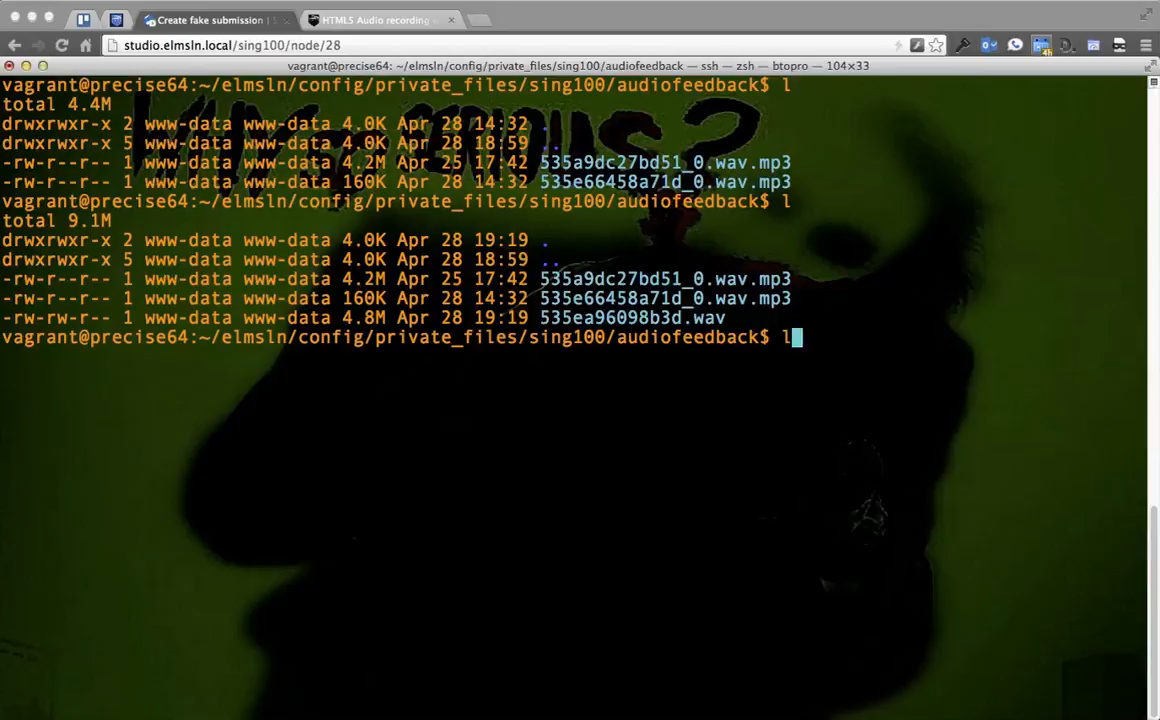 Create fake submission | S
HTML5 Audio recording
studio.elmsln.local/sing100/node/28
vagrant@precise64: ~/elmsln/config/private_files/sing100/audiofeedback — ssh — zsh — btopro — 104×33
WHY so SERIOUS?
vagrant@precise64:~/elmsln/config/private_files/sing100/audiofeedback$ l
total 4.4M
drwxrwxr-x 2 www-data www-data 4.0K Apr 28 14:32 .
drwxrwxr-x 5 www-data www-data 4.0K Apr 28 18:59 ..
-rw-r--r-- 1 www-data www-data 4.2M Apr 25 17:42 535a9dc27bd51_0.wav.mp3
-rw-r--r-- 1 www-data www-data 160K Apr 28 14:32 535e66458a71d_0.wav.mp3
vagrant@precise64:~/elmsln/config/private_files/sing100/audiofeedback$ l
total 9.1M
drwxrwxr-x 2 www-data www-data 4.0K Apr 28 19:19 .
drwxrwxr-x 5 www-data www-data 4.0K Apr 28 18:59 ..
-rw-r--r-- 1 www-data www-data 4.2M Apr 25 17:42 535a9dc27bd51_0.wav.mp3
-rw-r--r-- 1 www-data www-data 160K Apr 28 14:32 535e66458a71d_0.wav.mp3
-rw-rw-r-- 1 www-data www-data 4.8M Apr 28 19:19 535ea96098b3d.wav
vagrant@precise64:~/elmsln/config/private_files/sing100/audiofeedback$ l